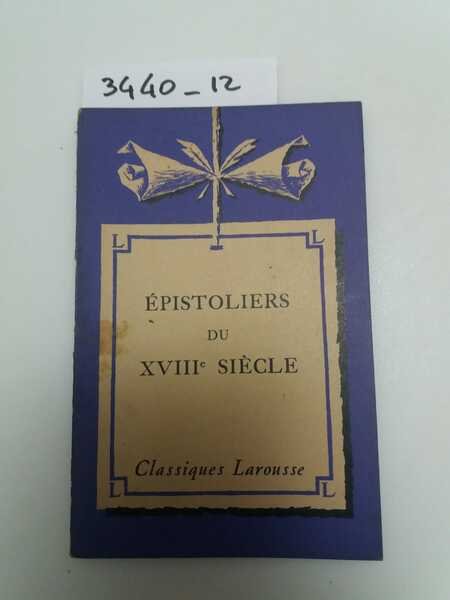 3440_12
L L
ÉPISTOLIERS
DU
XVIIIe SIÈCLE
Classiques Larousse
L L